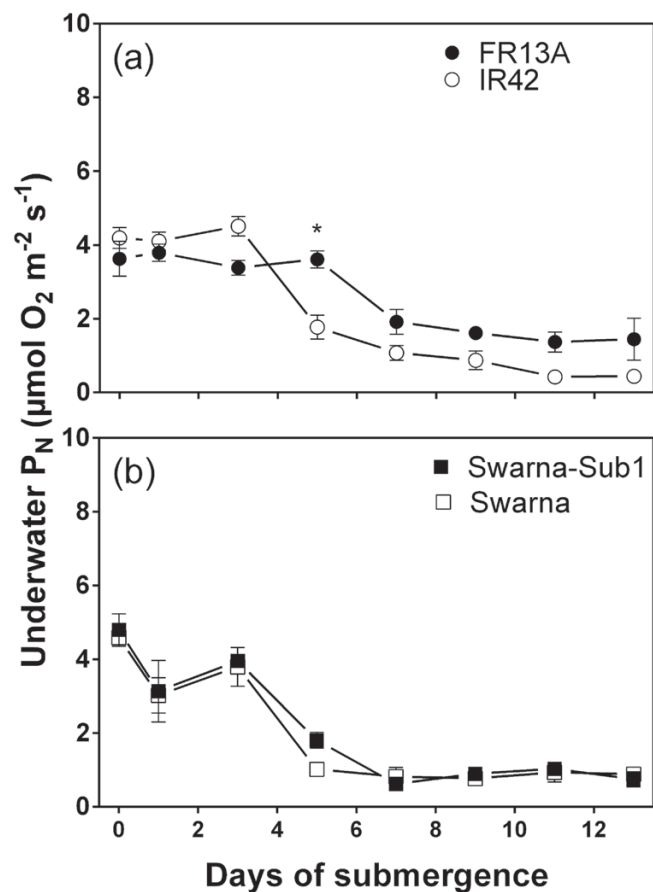 10
(a)
FR13A
IR42
8
6
*
4
2
0
10
(b)
Swarna-Sub1
Swarna
8
6
4
2
0
0 2 4 6 8 10 12
Days of submergence
Underwater P_N (µmol O₂ m⁻² s⁻¹)